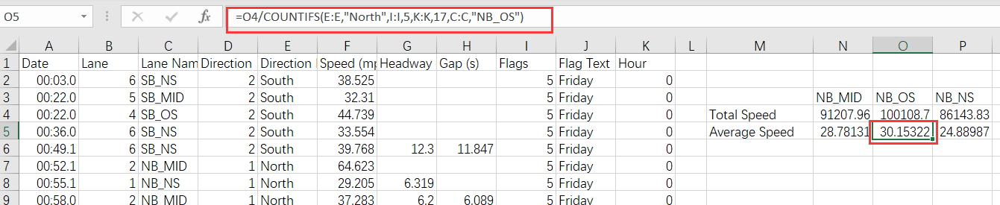 O5 fx =O4/COUNTIFS(E:E,"North",I:I,5,K:K,17,C:C,"NB_OS")
A B C D E F G H I J K L M N O P
1 Date Lane Lane Nam Direction Direction Speed (mp Headway Gap (s) Flags Flag Text Hour
2 00:03.0 6 SB_NS 2 South 38.525 5 Friday 0
3 00:22.0 5 SB_MID 2 South 32.31 5 Friday 0 NB_MID NB_OS NB_NS
4 00:22.0 4 SB_OS 2 South 44.739 5 Friday 0 Total Speed 91207.96 100108.7 86143.83
5 00:36.0 6 SB_NS 2 South 33.554 5 Friday 0 Average Speed 28.78131 30.15322 24.88987
6 00:49.1 6 SB_NS 2 South 39.768 12.3 11.847 5 Friday 0
7 00:52.1 2 NB_MID 1 North 64.623 5 Friday 0
8 00:55.1 1 NB_NS 1 North 29.205 6.319 5 Friday 0
9 00:58.0 2 NB_MID 1 North 37.283 6.2 6.089 5 Friday 0